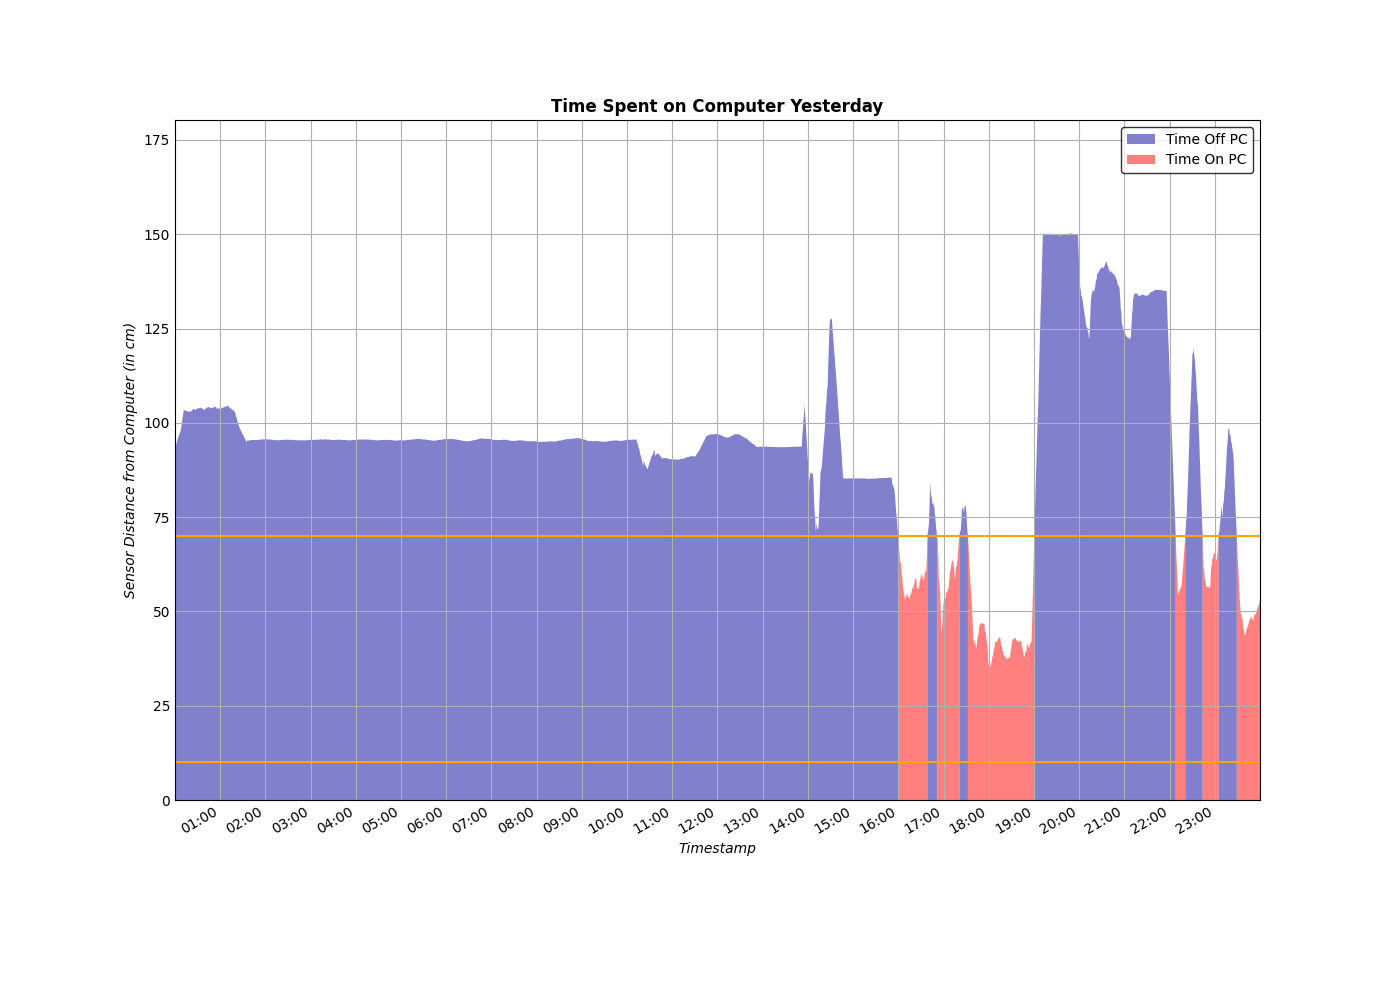 Time Spent on Computer Yesterday
Time Off PC
Time On PC
Sensor Distance from Computer (in cm)
175
150
125
100
75
50
25
0
01:00 02:00 03:00 04:00 05:00 06:00 07:00 08:00 09:00 10:00 11:00 12:00 13:00 14:00 15:00 16:00 17:00 18:00 19:00 20:00 21:00 22:00 23:00
Timestamp